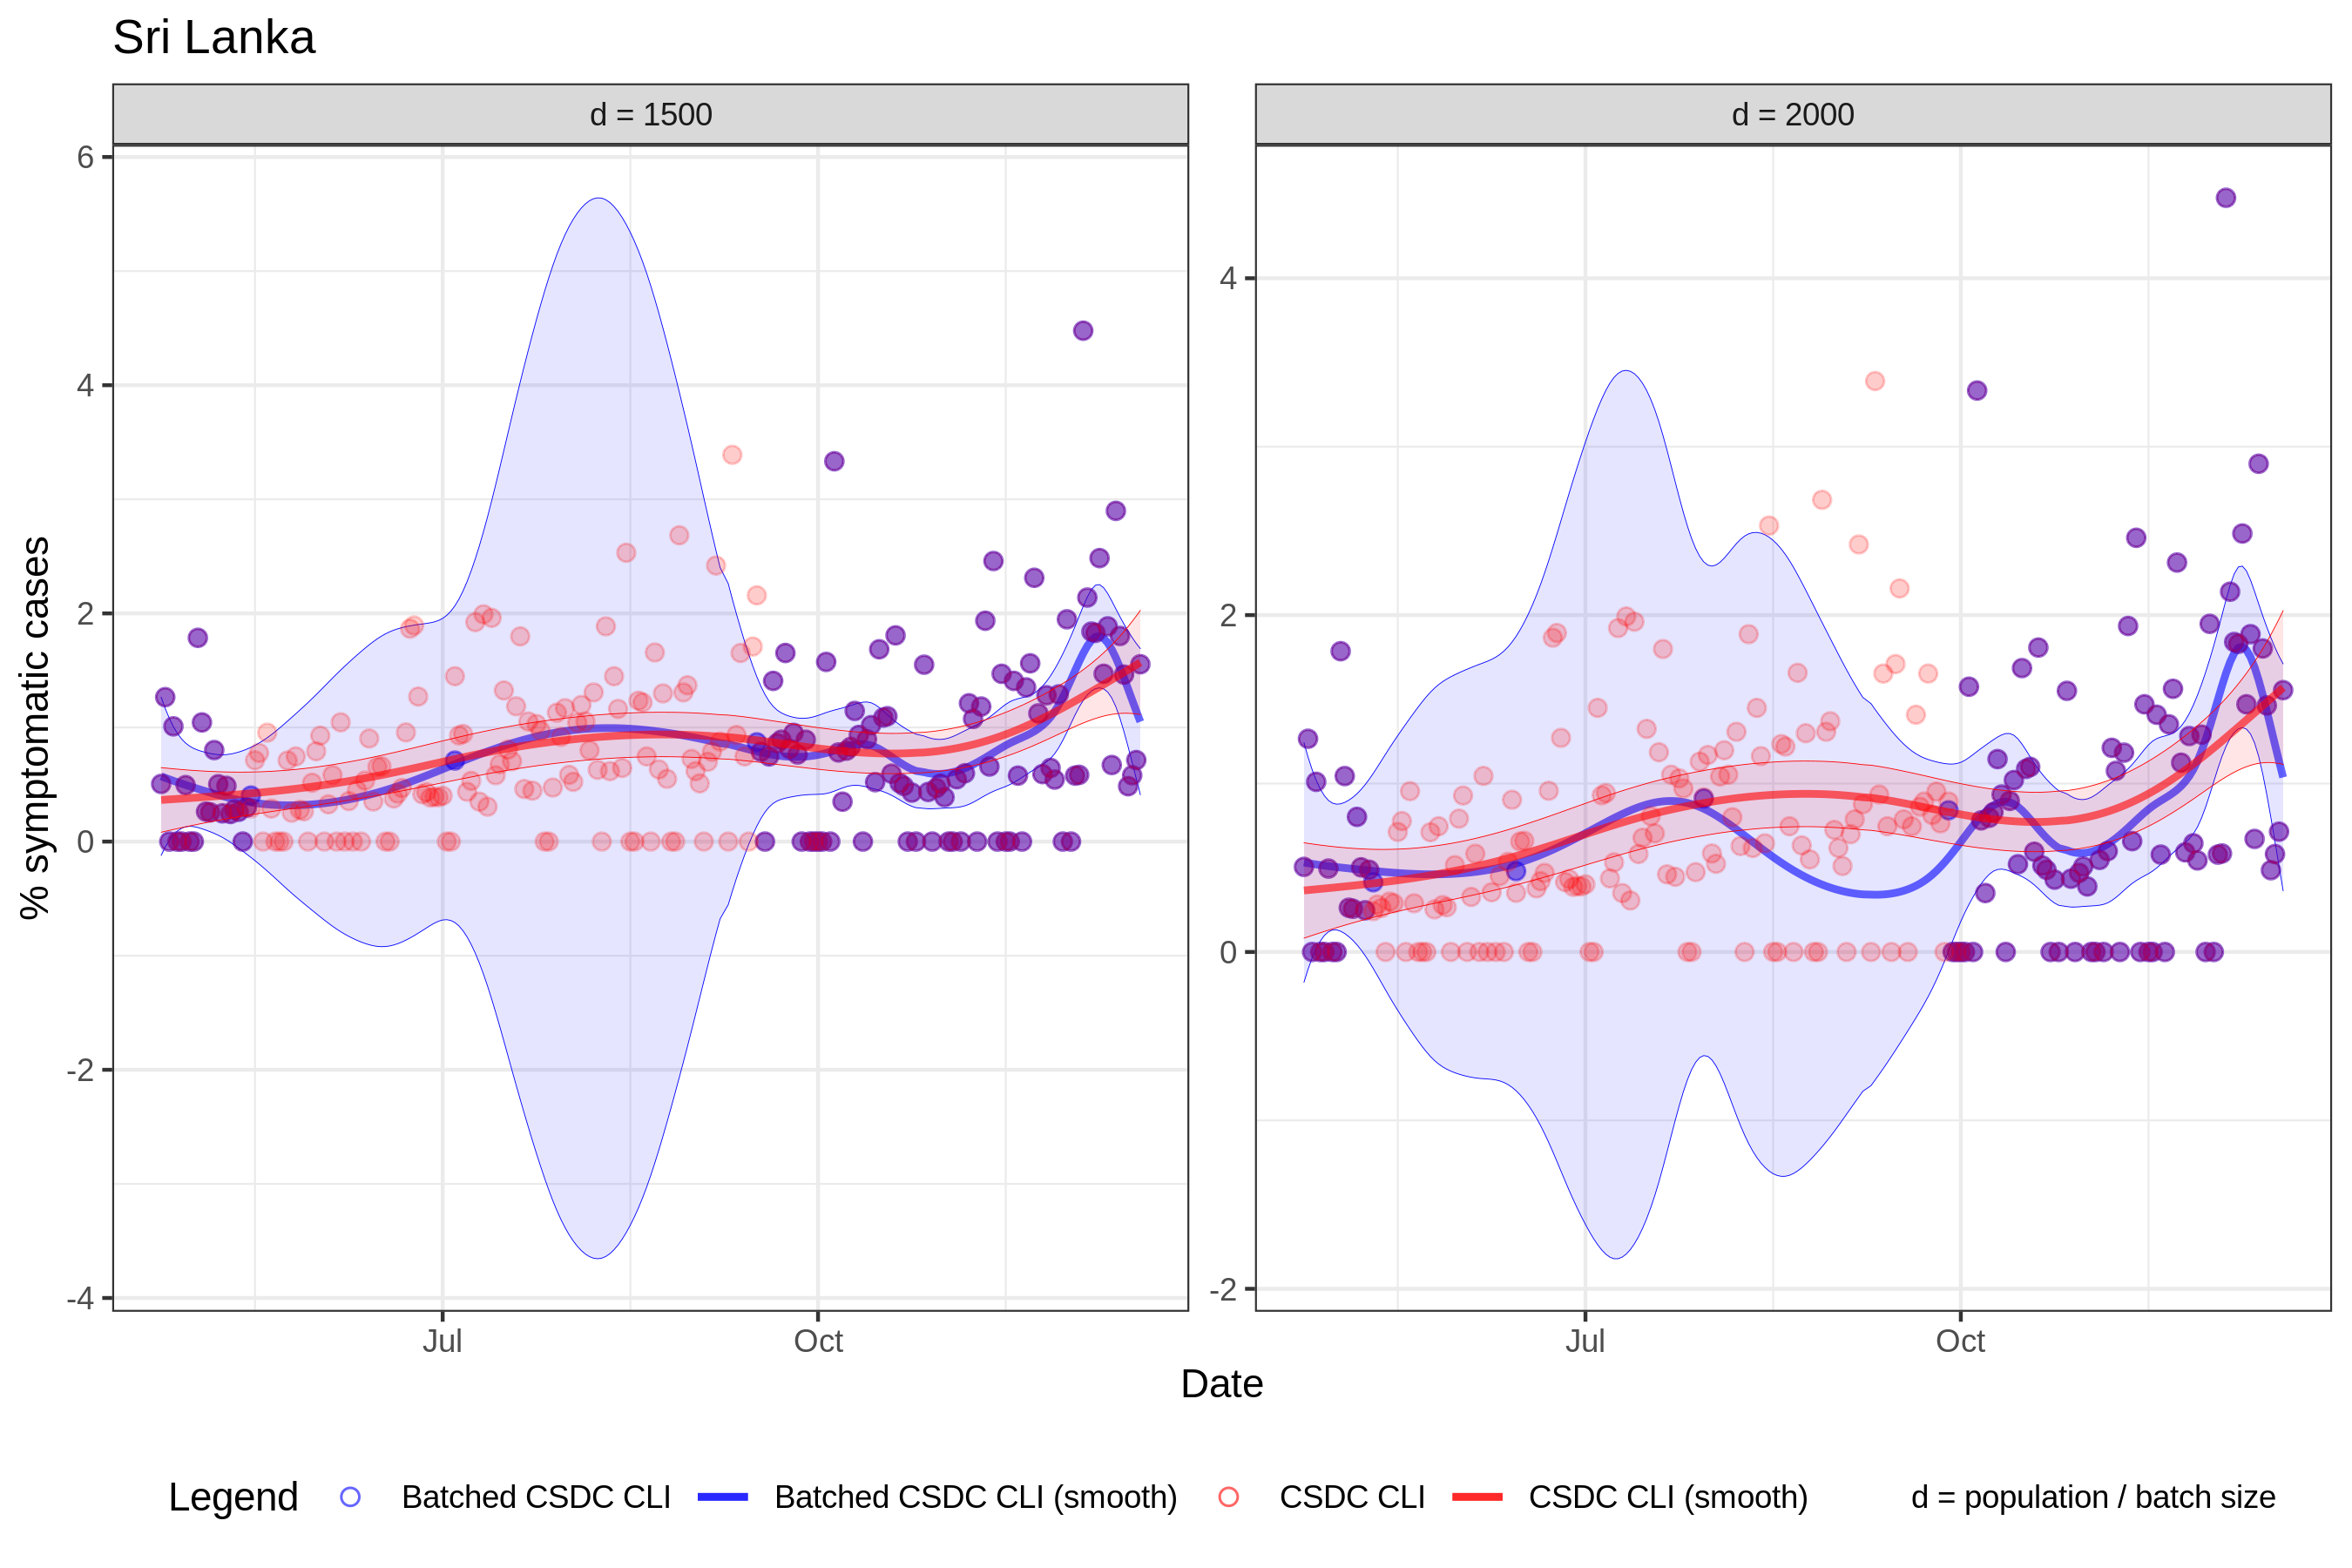 Sri Lanka
d = 1500
d = 2000
% symptomatic cases
6
4
2
0
-2
-4
4
2
0
-2
Jul
Oct
Jul
Oct
Date
Legend
Batched CSDC CLI
Batched CSDC CLI (smooth)
CSDC CLI
CSDC CLI (smooth)
d = population / batch size